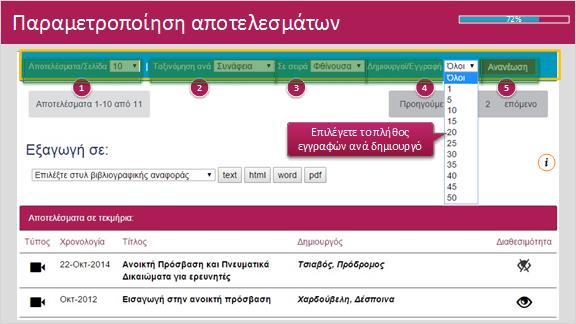 Παραμετροποίηση αποτελεσμάτων
72%
Αποτελέσματα/Σελίδα 10 | Ταξινόμηση ανά Συνάφεια Σε σειρά Φθίνουσα Δημιουργοί/Εγγραφή Όλοι Ανανέωση
1 2 3 4 5
Όλοι
1
5
10
15
20
25
30
35
40
45
50
Αποτελέσματα 1-10 από 11
Προηγούμε 2 επόμενο
Επιλέγετε το πλήθος
εγγραφών ανά δημιουργό
Εξαγωγή σε:
i
Επιλέξτε στυλ βιβλιογραφικής αναφοράς text html word pdf
Αποτελέσματα σε τεκμήρια:
Τύπος Χρονολογία Τίτλος Δημιουργός Διαθεσιμότητα
22-Οκτ-2014 Ανοικτή Πρόσβαση και Πνευματικά Τσιαβός, Πρόδρομος
Δικαιώματα για ερευνητές
Οκτ-2012 Εισαγωγή στην ανοικτή πρόσβαση Χαρδούβελη, Δέσποινα